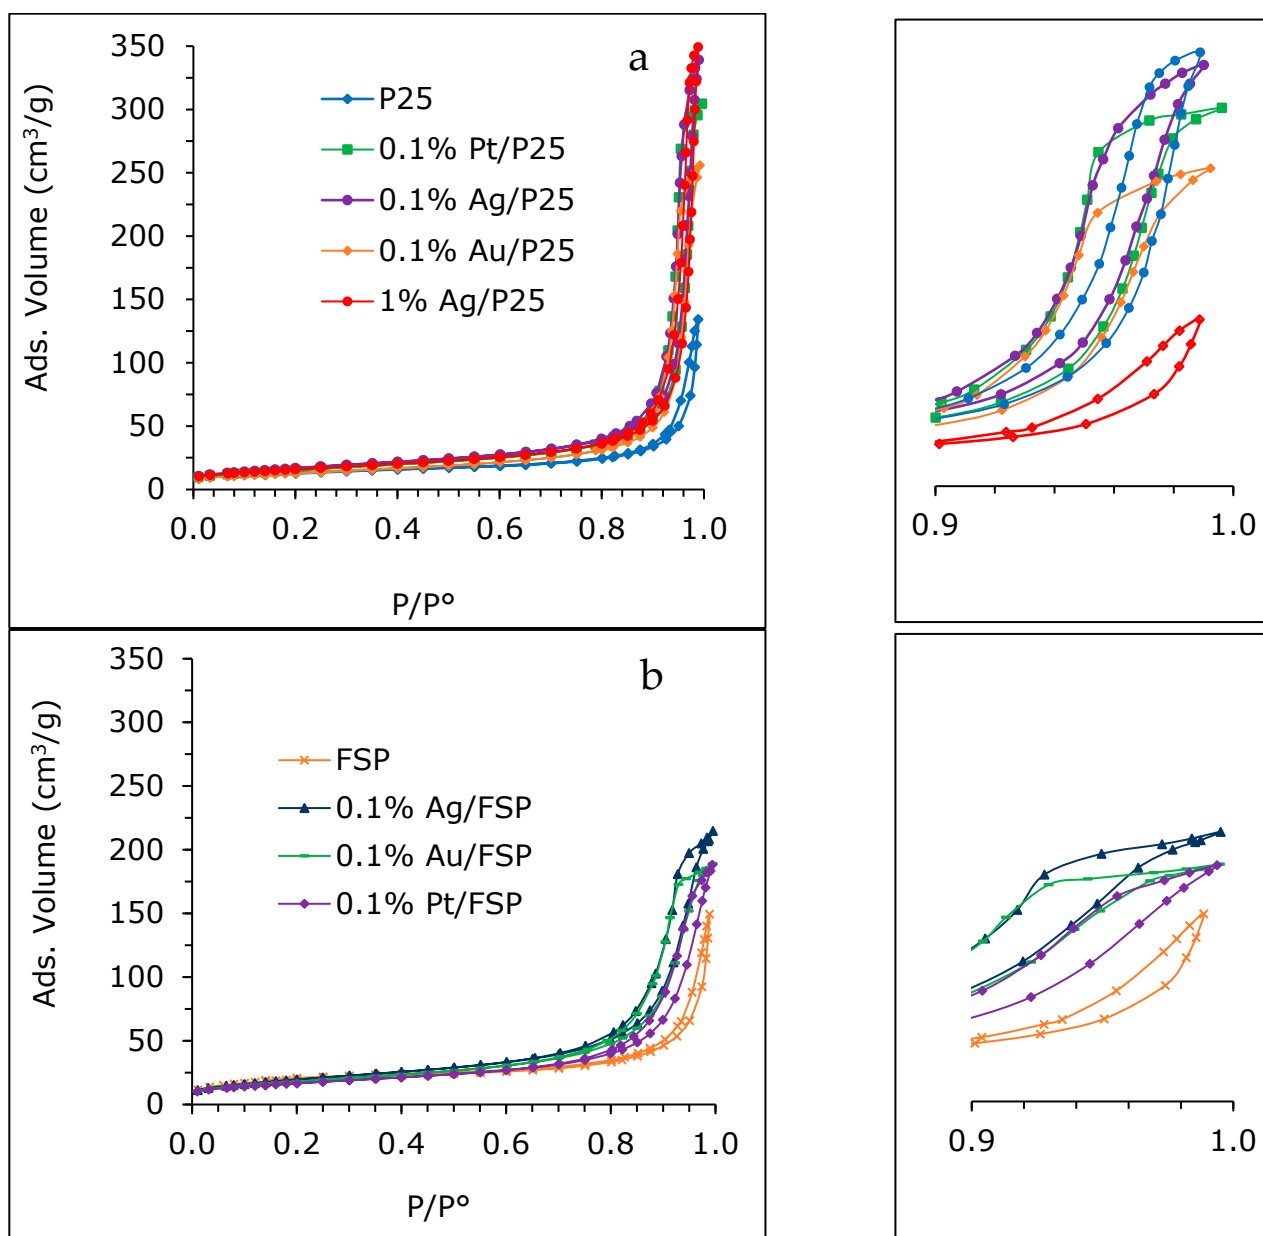 a
Ads. Volume (cm³/g)
350
300
250
200
150
100
50
0
P25
0.1% Pt/P25
0.1% Ag/P25
0.1% Au/P25
1% Ag/P25
0.0 0.2 0.4 0.6 0.8 1.0
P/P°
0.9 1.0
b
Ads. Volume (cm³/g)
350
300
250
200
150
100
50
0
FSP
0.1% Ag/FSP
0.1% Au/FSP
0.1% Pt/FSP
0.0 0.2 0.4 0.6 0.8 1.0
P/P°
0.9 1.0